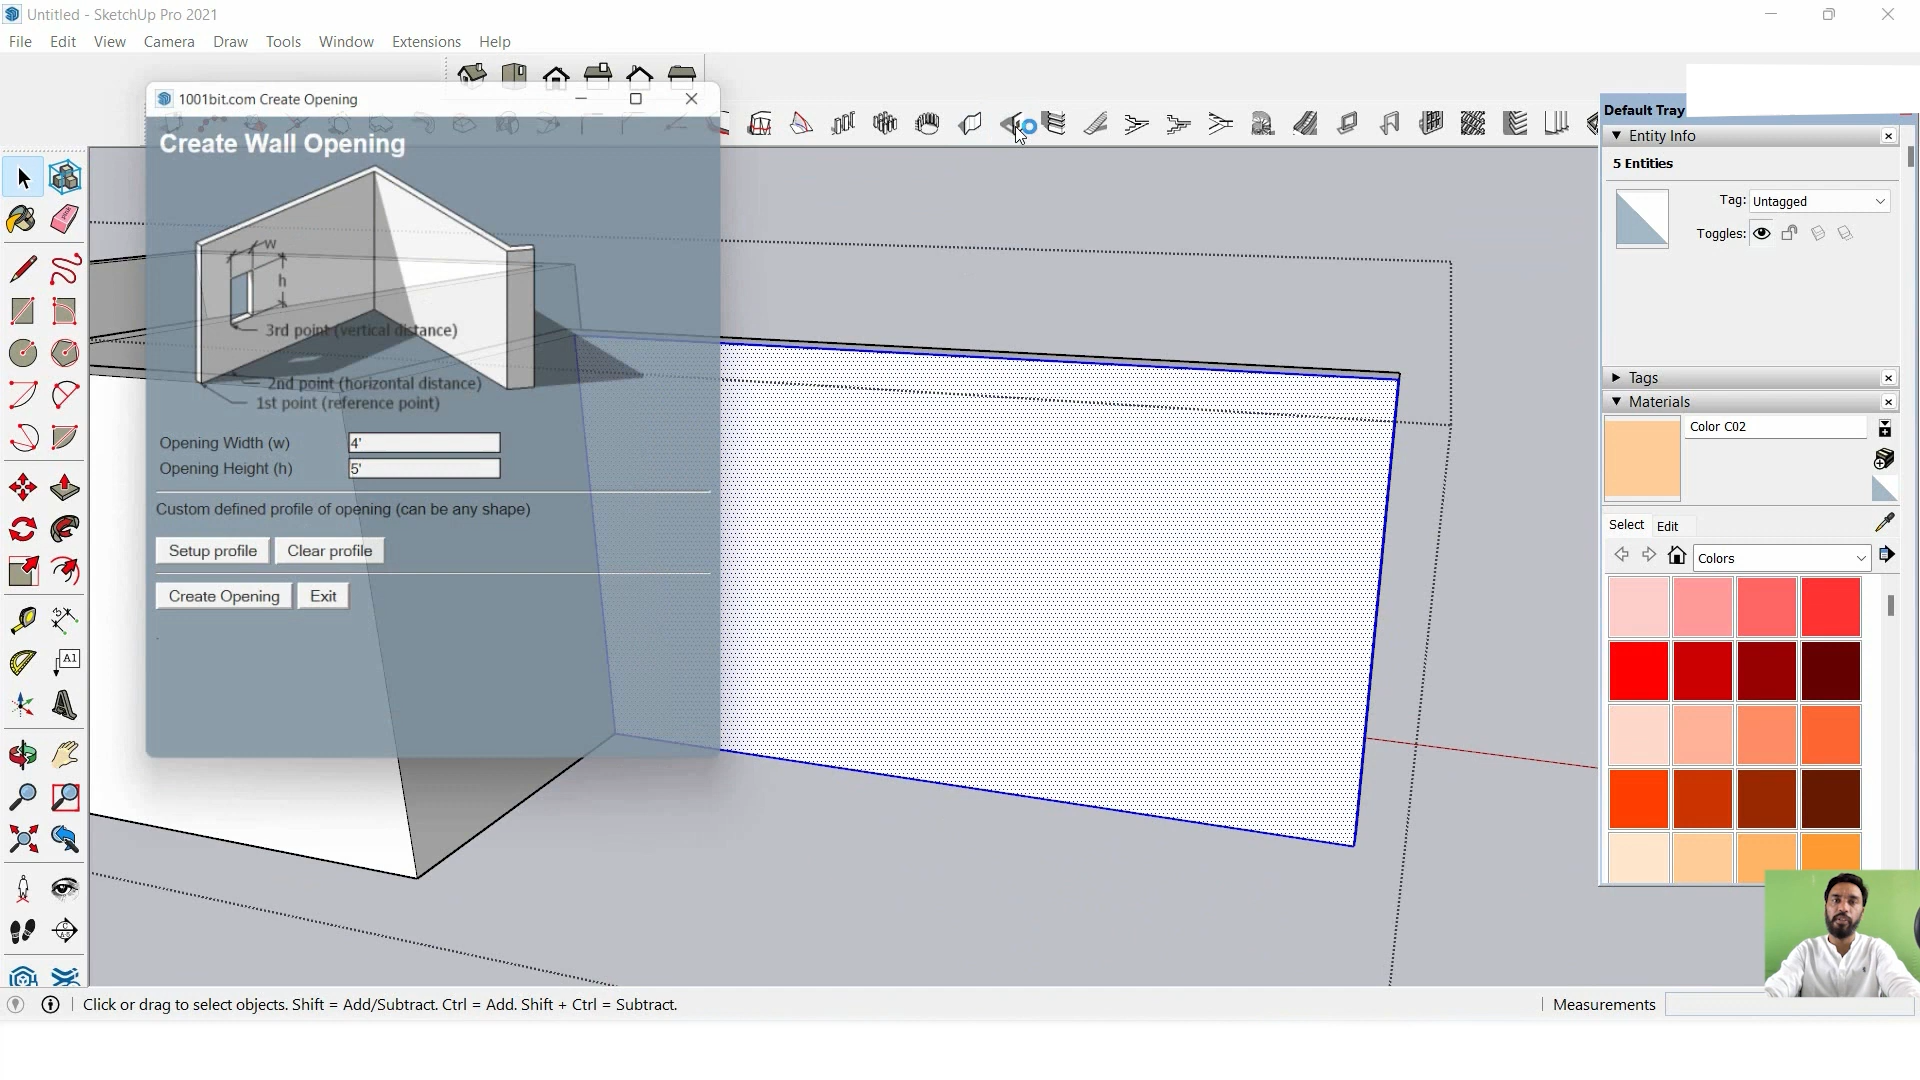 Untitled - SketchUp Pro 2021
File Edit View Camera Draw Tools Window Extensions Help
1001bit.com Create Opening
Create Wall Opening
w
h
3rd point (vertical distance)
2nd point (horizontal distance)
1st point (reference point)
Opening Width (w) 4'
Opening Height (h) 5'
Custom defined profile of opening (can be any shape)
Setup profile Clear profile
Create Opening Exit
Default Tray
Entity Info
5 Entities
Tag: Untagged
Toggles:
Tags
Materials
Color C02
Select Edit
Colors
A1
Click or drag to select objects. Shift = Add/Subtract. Ctrl = Add. Shift + Ctrl = Subtract.
Measurements